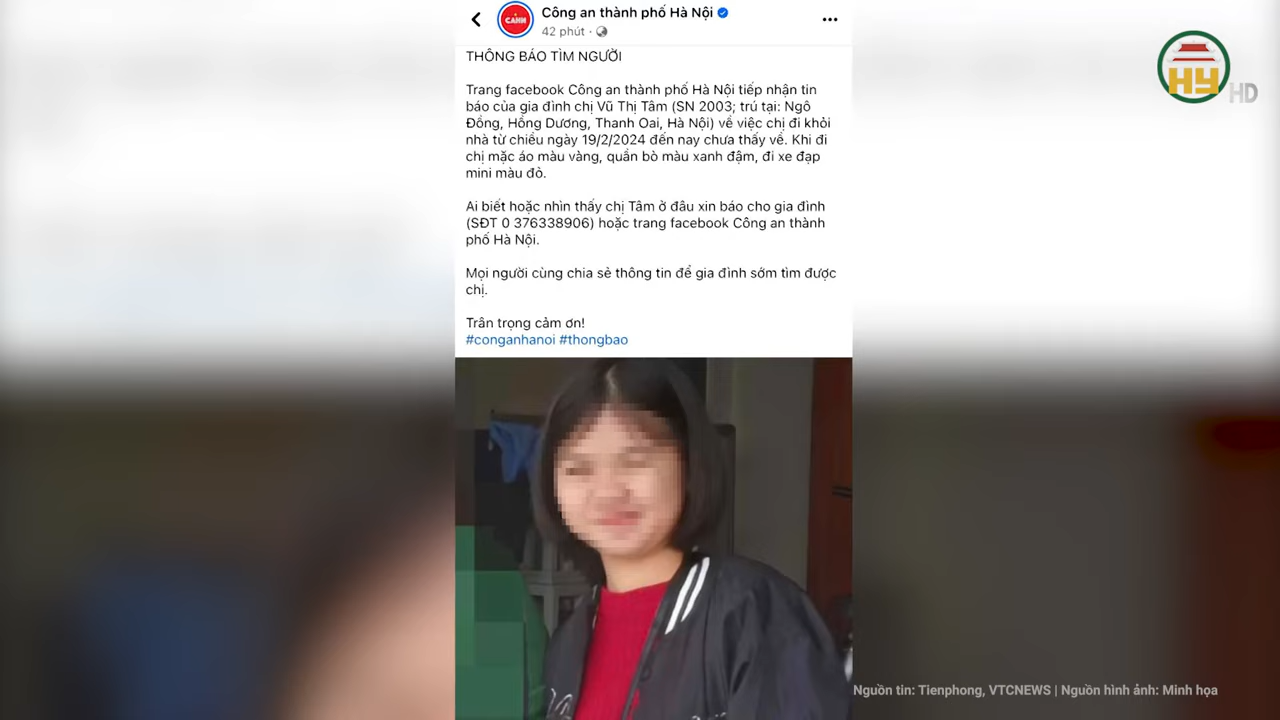 CAHN
Công an thành phố Hà Nội
42 phút
THÔNG BÁO TÌM NGƯỜI
Trang facebook Công an thành phố Hà Nội tiếp nhận tin
báo của gia đình chị Vũ Thị Tâm (SN 2003; trú tại: Ngô
Đồng, Hồng Dương, Thanh Oai, Hà Nội) về việc chị đi khỏi
nhà từ chiều ngày 19/2/2024 đến nay chưa thấy về. Khi đi
chị mặc áo màu vàng, quần bò màu xanh đậm, đi xe đạp
mini màu đỏ.
Ai biết hoặc nhìn thấy chị Tâm ở đâu xin báo cho gia đình
(SĐT 0 376338906) hoặc trang facebook Công an thành
phố Hà Nội.
Mọi người cùng chia sẻ thông tin để gia đình sớm tìm được
chị.
Trân trọng cảm ơn!
#conganhanoi #thongbao
HY
HD
Nguồn tin: Tienphong, VTCNEWS | Nguồn hình ảnh: Minh họa